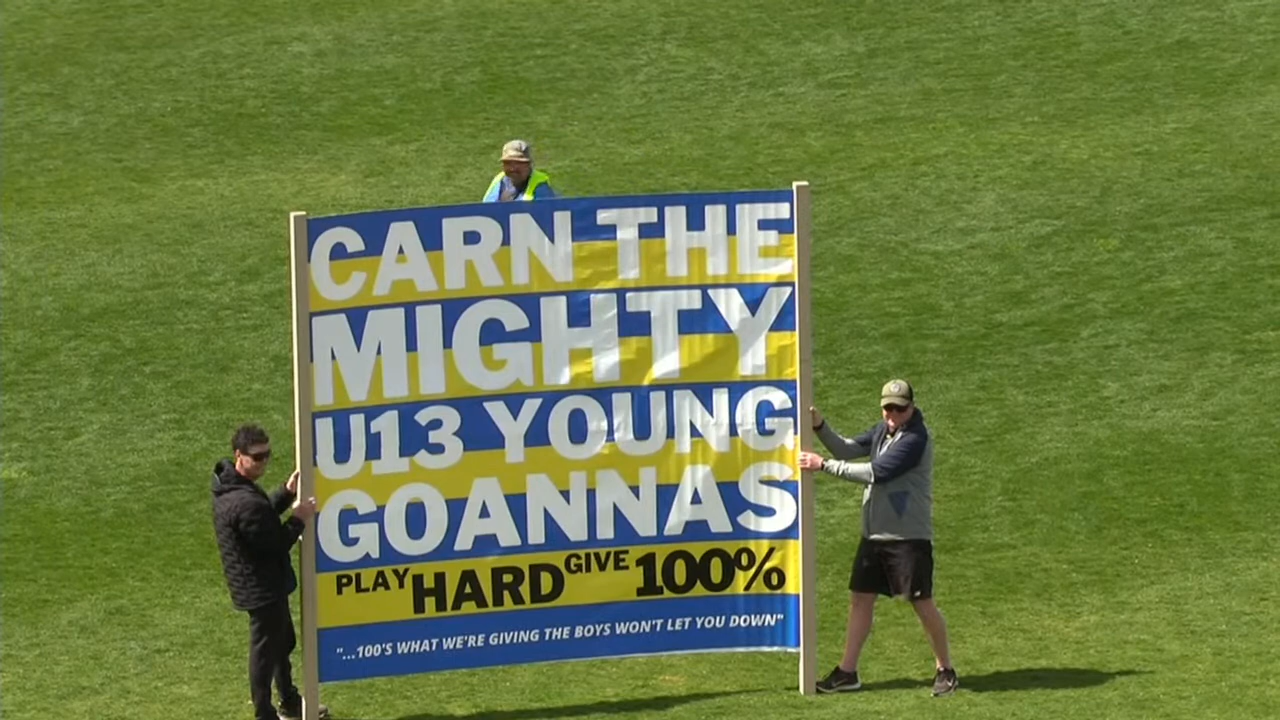 CARN THE
MIGHTY
U13 YOUNG
GOANNAS
PLAY HARD GIVE 100%
"...100'S WHAT WE'RE GIVING THE BOYS WON'T LET YOU DOWN"